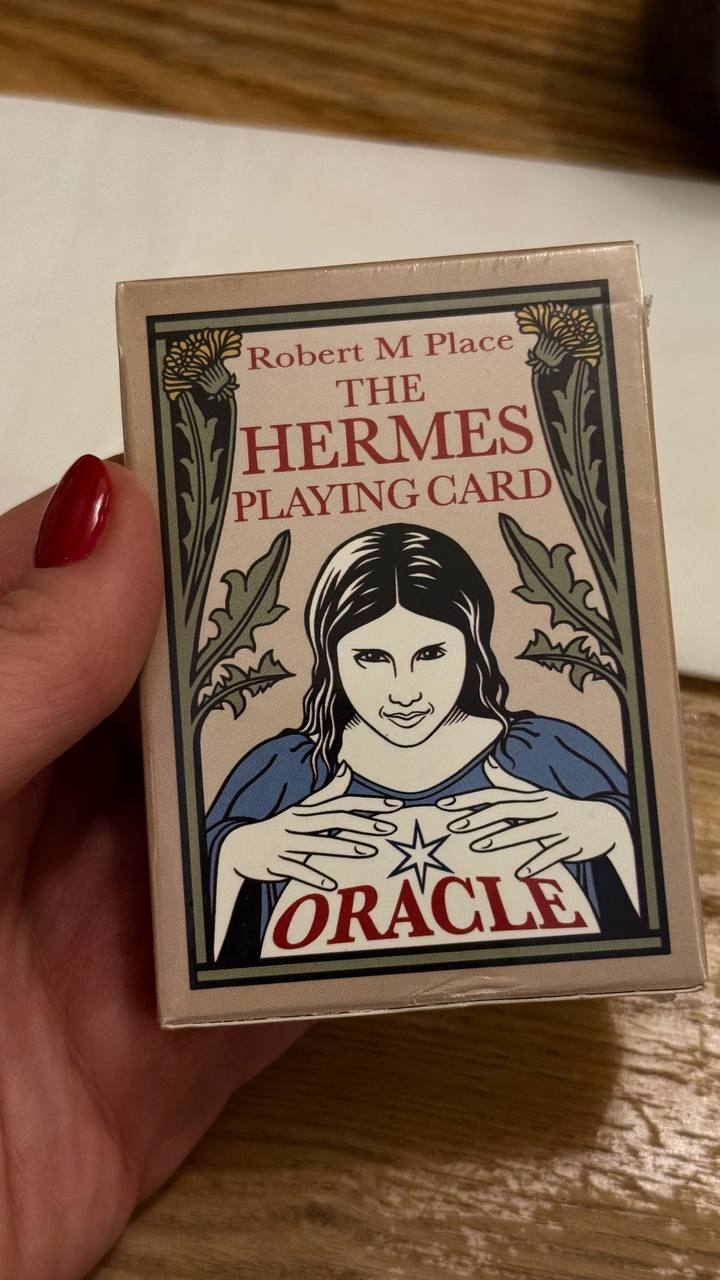 Robert M Place
THE
HERMES
PLAYING CARD
ORACLE